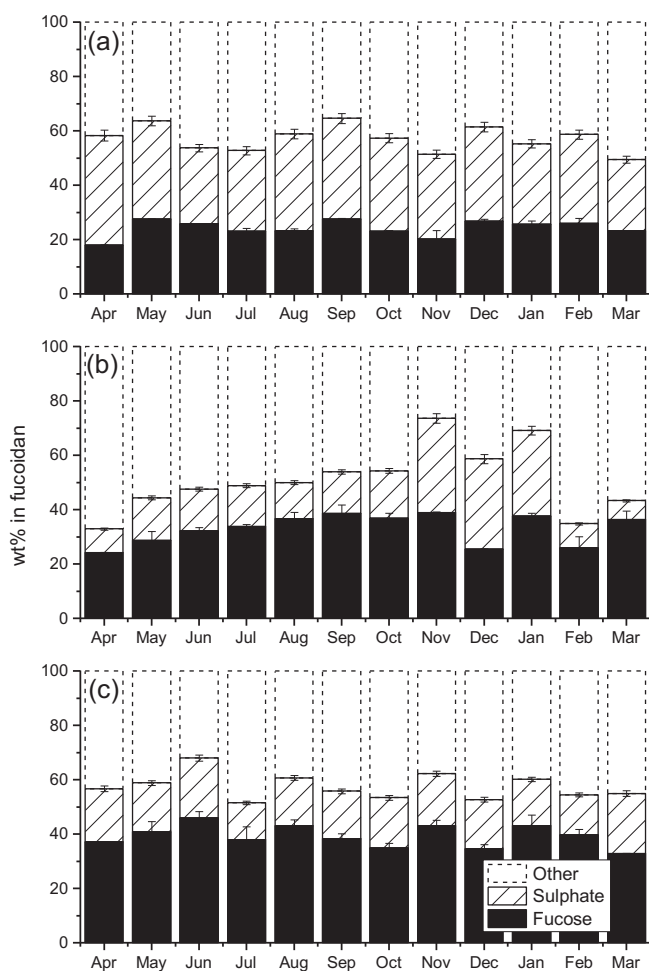 (a)
100
80
60
40
20
0
Apr May Jun Jul Aug Sep Oct Nov Dec Jan Feb Mar
(b)
100
80
60
40
20
0
wt% in fucoidan
Apr May Jun Jul Aug Sep Oct Nov Dec Jan Feb Mar
(c)
100
80
60
40
20
0
Other
Sulphate
Fucose
Apr May Jun Jul Aug Sep Oct Nov Dec Jan Feb Mar